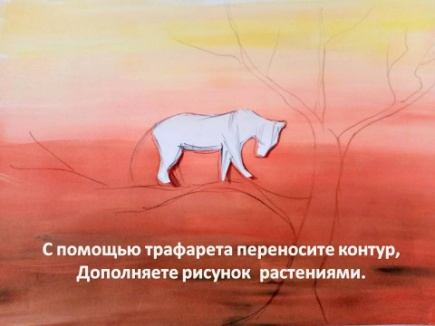 С помощью трафарета переносите контур,
Дополняете рисунок растениями.